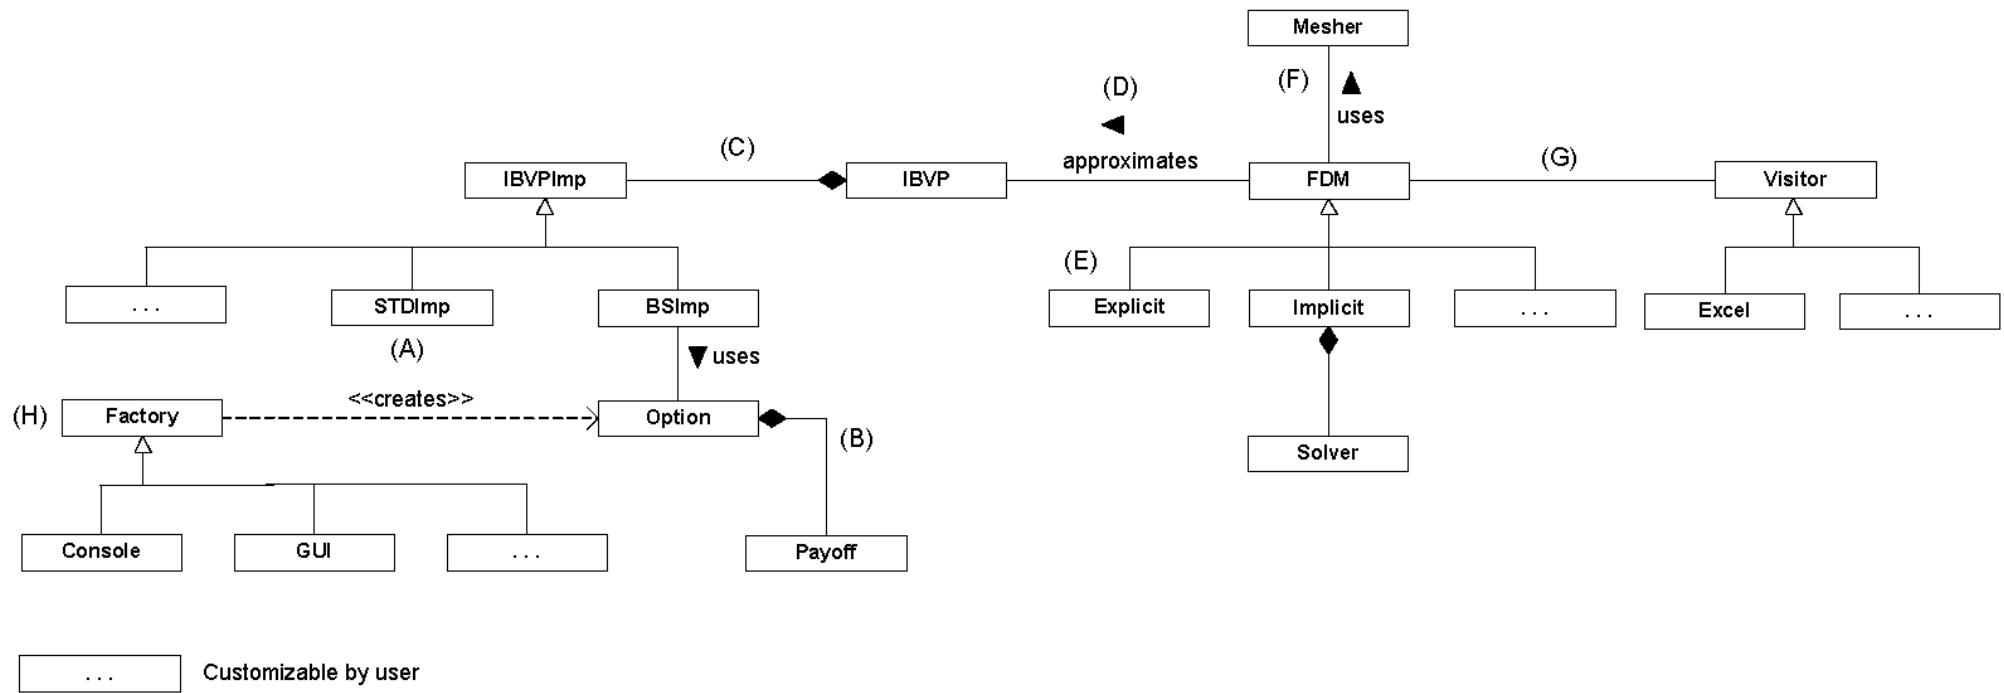 Mesher
(F)
uses
(D)
approximates
(C)
(G)
IBVPImp
IBVP
FDM
Visitor
(E)
. . .
STDImp
BSImp
Explicit
Implicit
. . .
Excel
. . .
(A)
uses
(H)
Factory
<<creates>>
Option
(B)
Solver
Console
GUI
. . .
Payoff
. . .
Customizable by user